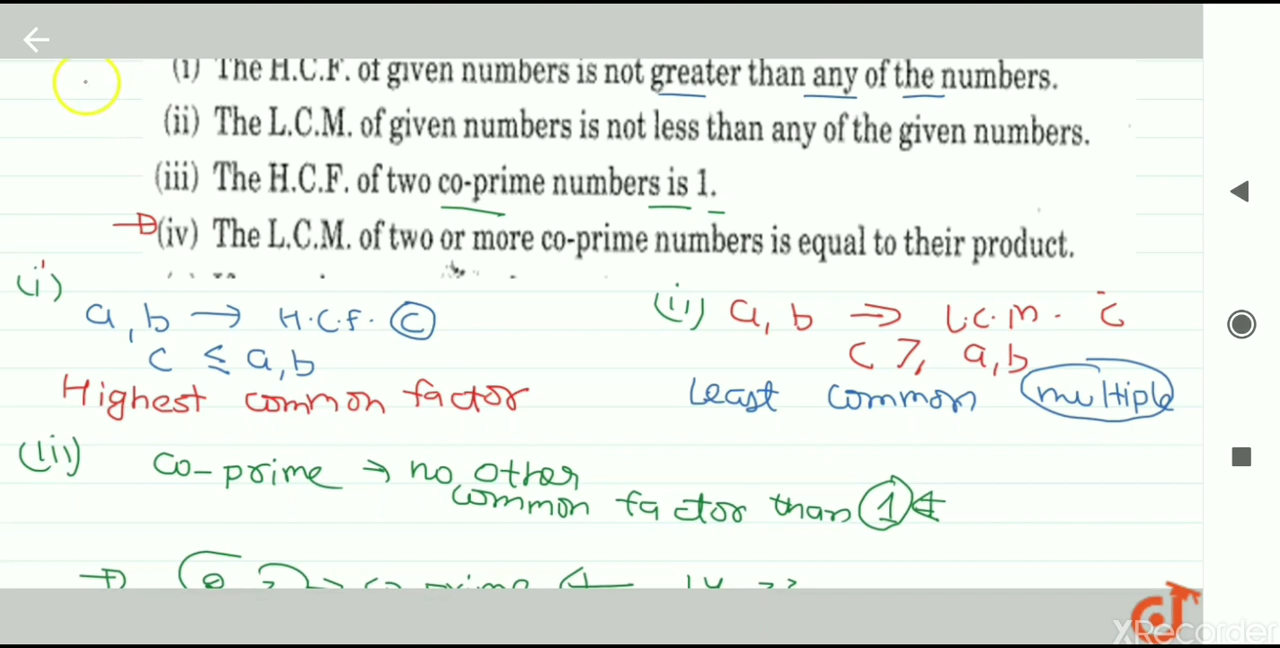 (i) The H.C.F. of given numbers is not greater than any of the numbers.
(ii) The L.C.M. of given numbers is not less than any of the given numbers.
(iii) The H.C.F. of two co-prime numbers is 1.
(iv) The L.C.M. of two or more co-prime numbers is equal to their product.
(i) a, b → H.C.F. c
c ≤ a, b
Highest common factor
(ii) a, b ⇒ L.C.M. c
c ≥ a, b
Least common multiple
(iii) co-prime → no other
common factor than 1
XRecorder